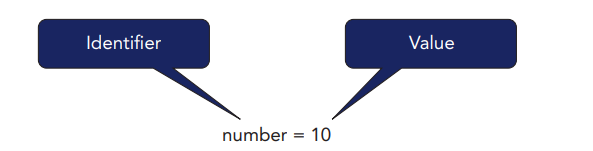 Identifier
Value
number = 10